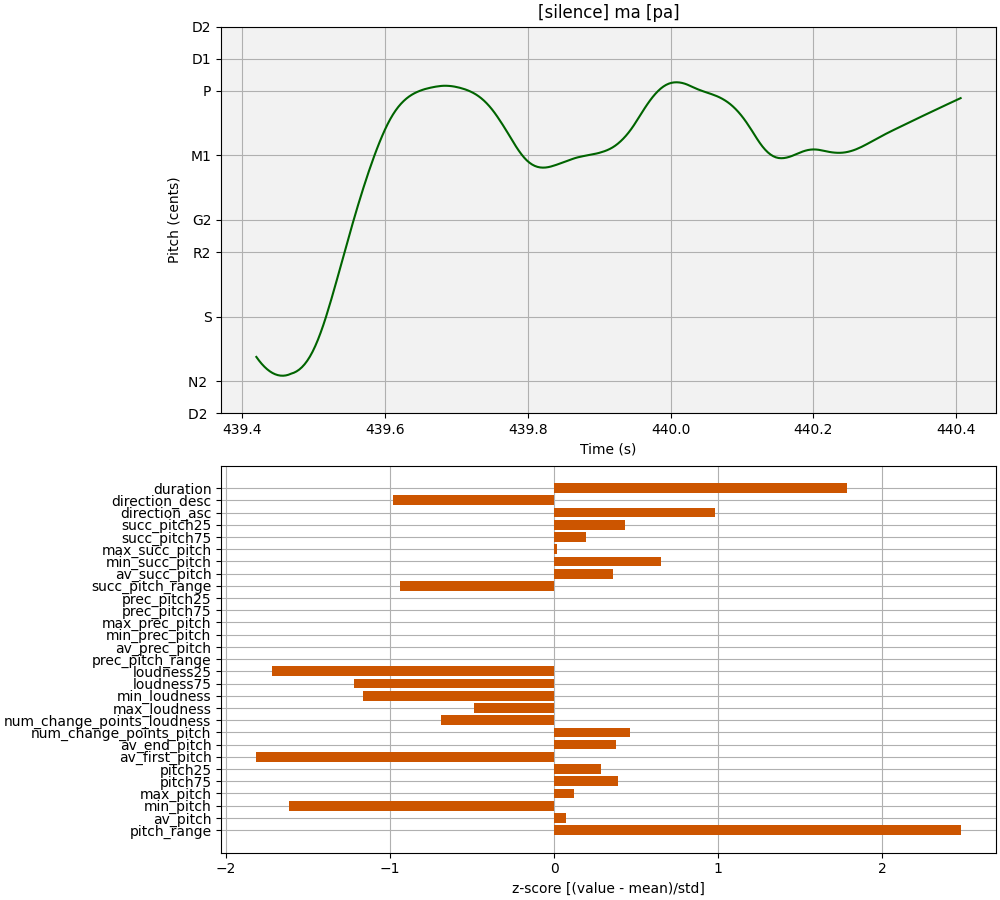 [silence] ma [pa]
D2
D1
P
M1
G2
R2
S
N2
D2
Pitch (cents)
439.4 439.6 439.8 440.0 440.2 440.4
Time (s)
duration
direction_desc
direction_asc
succ_pitch25
succ_pitch75
max_succ_pitch
min_succ_pitch
av_succ_pitch
succ_pitch_range
prec_pitch25
prec_pitch75
max_prec_pitch
min_prec_pitch
av_prec_pitch
prec_pitch_range
loudness25
loudness75
min_loudness
max_loudness
num_change_points_loudness
num_change_points_pitch
av_end_pitch
av_first_pitch
pitch25
pitch75
max_pitch
min_pitch
av_pitch
pitch_range
−2 −1 0 1 2
z-score [(value - mean)/std]